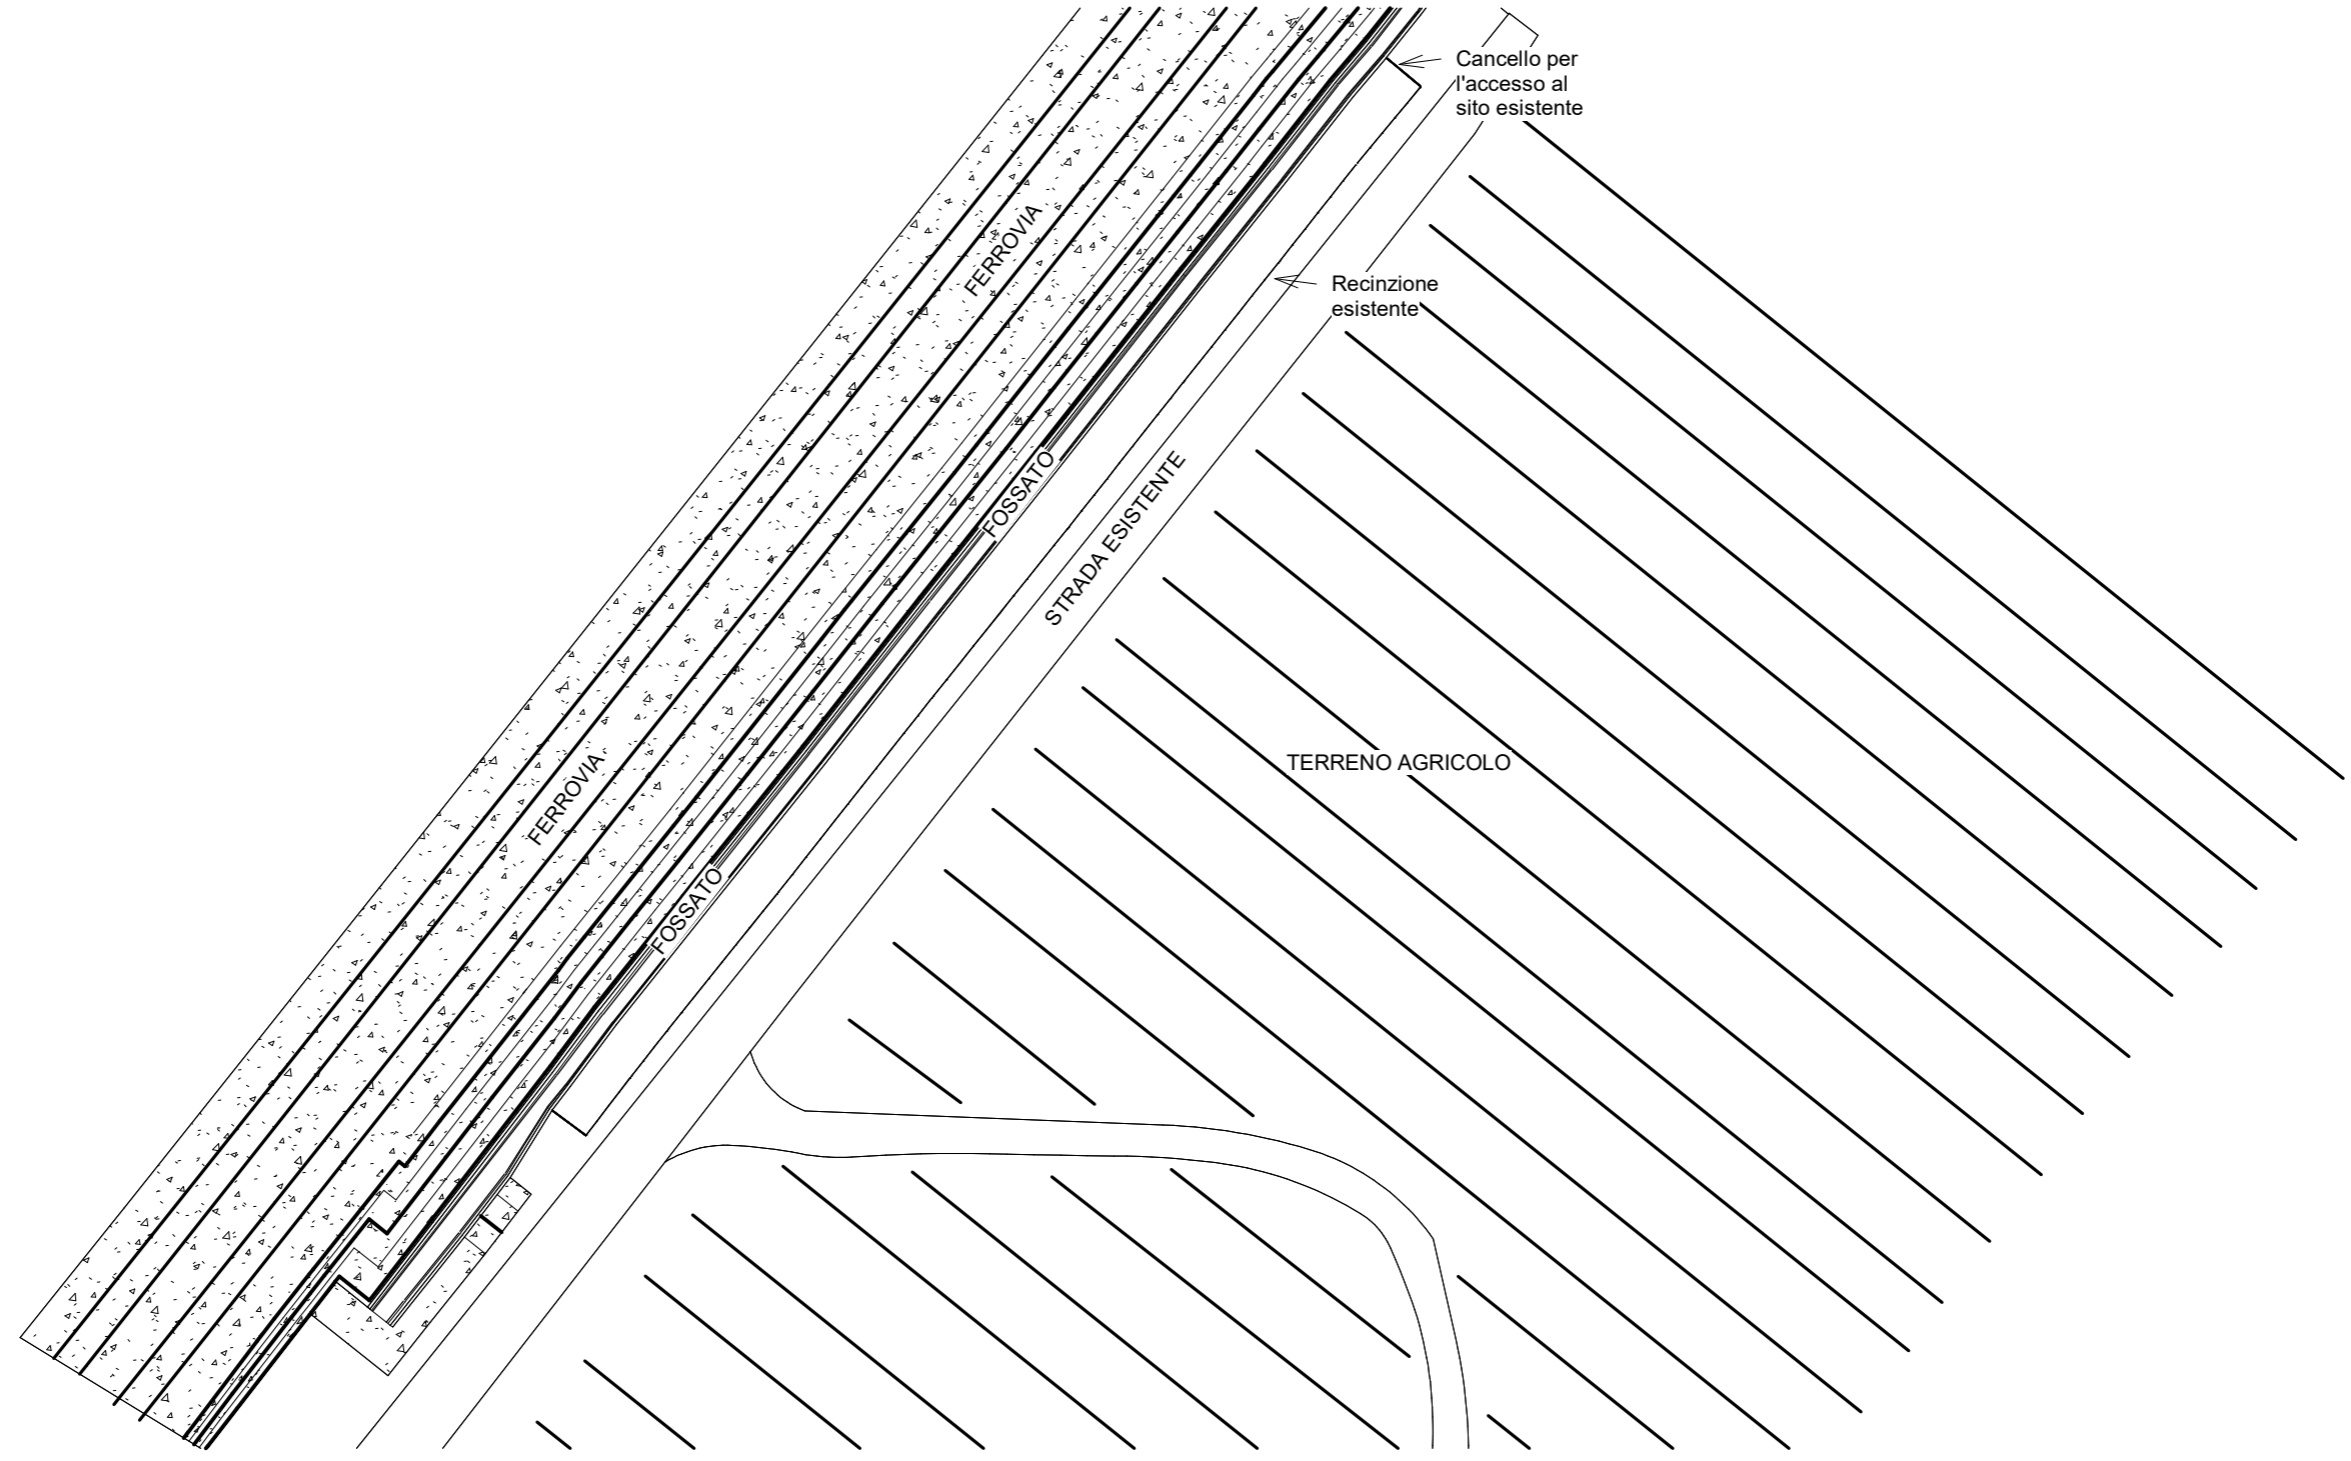 Cancello per
l'accesso al
sito esistente
FERROVIA
Recinzione
esistente
FOSSATO
STRADA ESISTENTE
TERRENO AGRICOLO
FERROVIA
FOSSATO